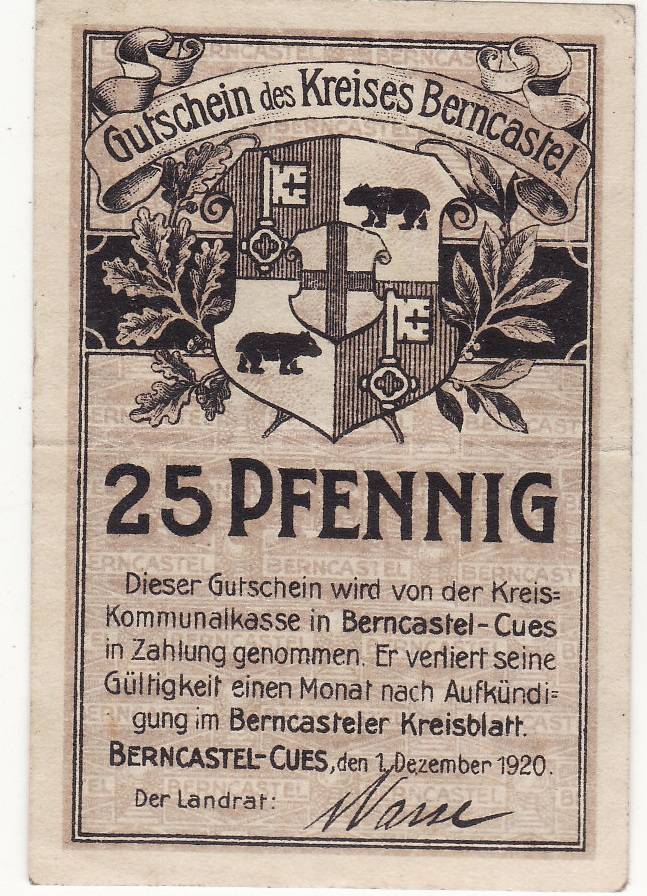 Gutschein des Kreises Berncastel
25 PFENNIG
Dieser Gutschein wird von der Kreis=
Kommunalkasse in Berncastel-Cues
in Zahlung genommen. Er verliert seine
Gültigkeit einen Monat nach Aufkündi=
gung im Berncasteler Kreisblatt.
BERNCASTEL-CUES, den 1. Dezember 1920.
Der Landrat: